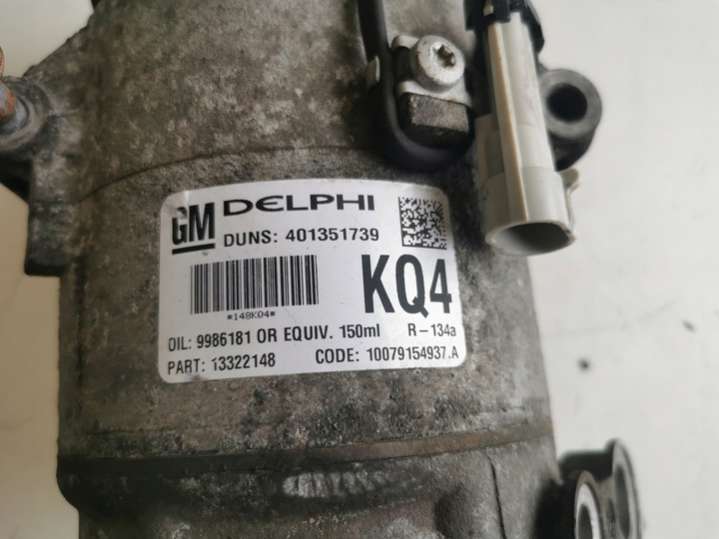 GM DELPHI
DUNS: 401351739
*148K04*
KQ4
OIL: 9986181 OR EQUIV. 150ml R-134a
PART: 13322148 CODE: 10079154937.A